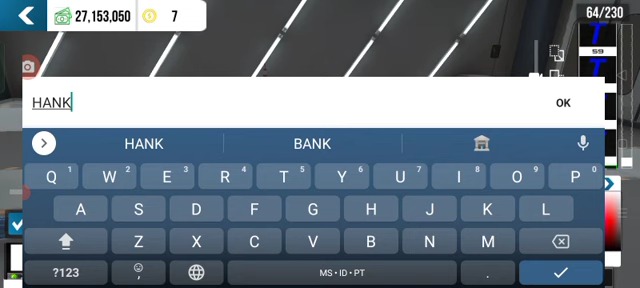 27,153,050 7 64/230
S9
HANK OK
HANK BANK
Q 1 W 2 E 3 R 4 T 5 Y 6 U 7 I 8 O 9 P 0
A S D F G H J K L
Z X C V B N M
?123 , MS • ID • PT .